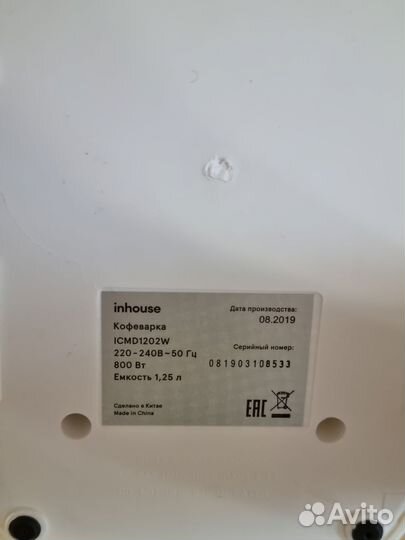 inhouse
Дата производства:
08.2019
Кофеварка
ICMD1202W
220-240В~50 Гц
800 Вт
Емкость 1,25 л
Серийный номер:
081903108533
Сделано в Китае
Made in China
EAC
Avito